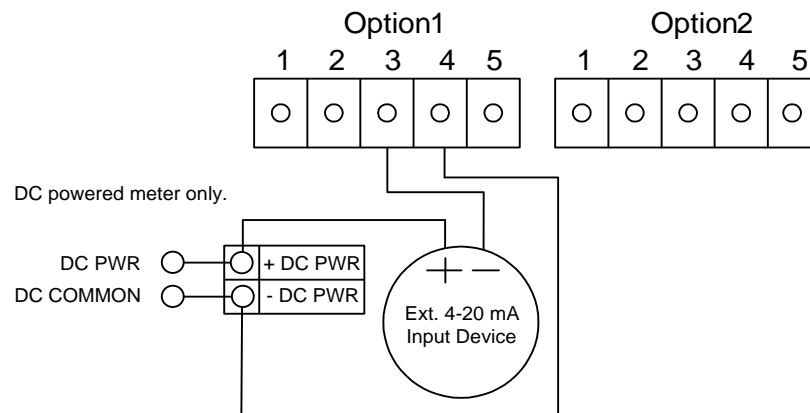 Option1 Option2
1 2 3 4 5 1 2 3 4 5
DC powered meter only.
DC PWR + DC PWR
DC COMMON - DC PWR
+ −
Ext. 4-20 mA
Input Device